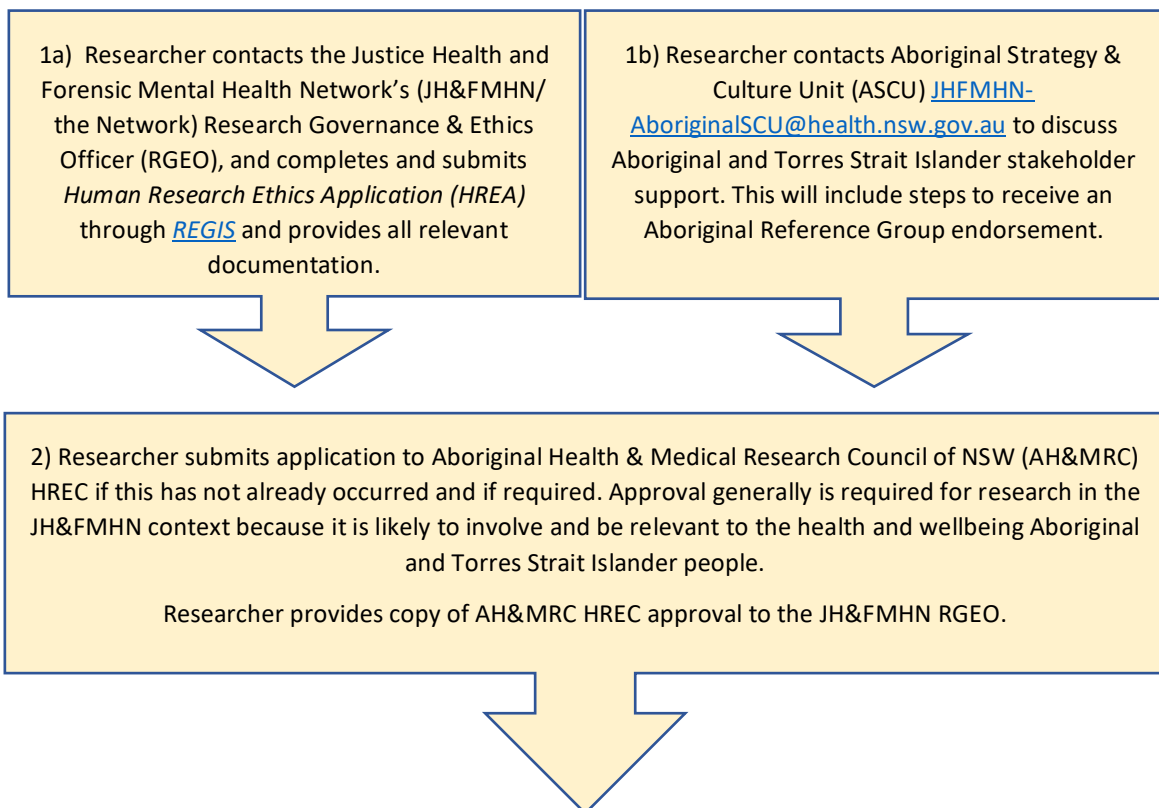 1a) Researcher contacts the Justice Health and
Forensic Mental Health Network’s (JH&FMHN/
the Network) Research Governance & Ethics
Officer (RGEO), and completes and submits
Human Research Ethics Application (HREA)
through REGIS and provides all relevant
documentation.
1b) Researcher contacts Aboriginal Strategy &
Culture Unit (ASCU) JHFMHN-
AboriginalSCU@health.nsw.gov.au to discuss
Aboriginal and Torres Strait Islander stakeholder
support. This will include steps to receive an
Aboriginal Reference Group endorsement.
2) Researcher submits application to Aboriginal Health & Medical Research Council of NSW (AH&MRC)
HREC if this has not already occurred and if required. Approval generally is required for research in the
JH&FMHN context because it is likely to involve and be relevant to the health and wellbeing Aboriginal
and Torres Strait Islander people.
Researcher provides copy of AH&MRC HREC approval to the JH&FMHN RGEO.